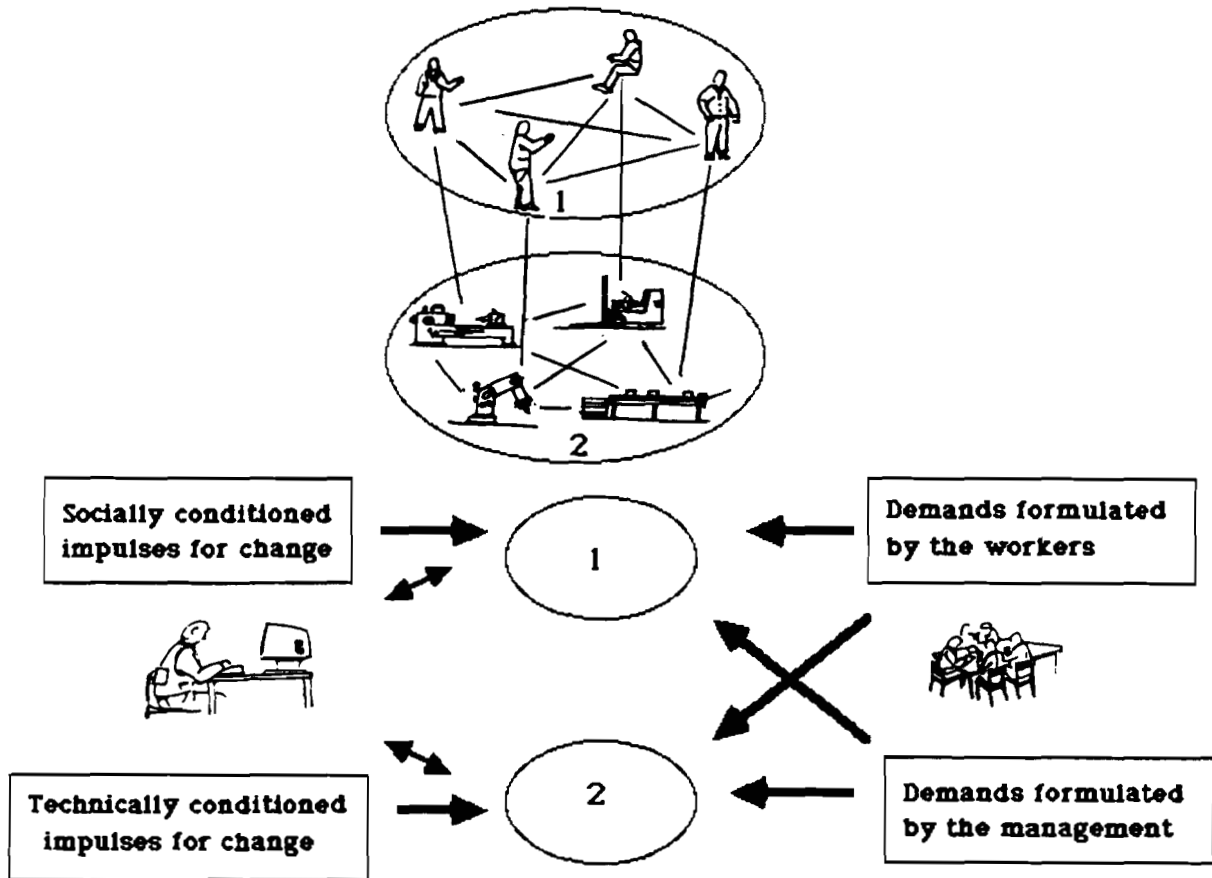 1
2
Socially conditioned
impulses for change
1
Demands formulated
by the workers
Technically conditioned
impulses for change
2
Demands formulated
by the management